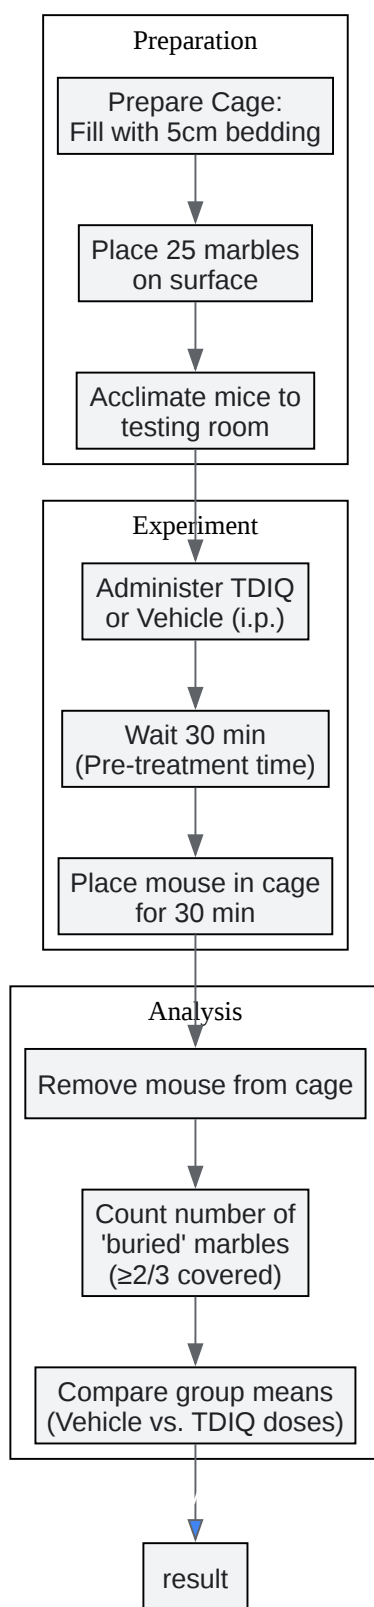 Preparation
Prepare Cage:
Fill with 5cm bedding
Place 25 marbles
on surface
Acclimate mice to
testing room
Experiment
Administer TDIQ
or Vehicle (i.p.)
Wait 30 min
(Pre-treatment time)
Place mouse in cage
for 30 min
Analysis
Remove mouse from cage
Count number of
'buried' marbles
(≥2/3 covered)
Compare group means
(Vehicle vs. TDIQ doses)
result